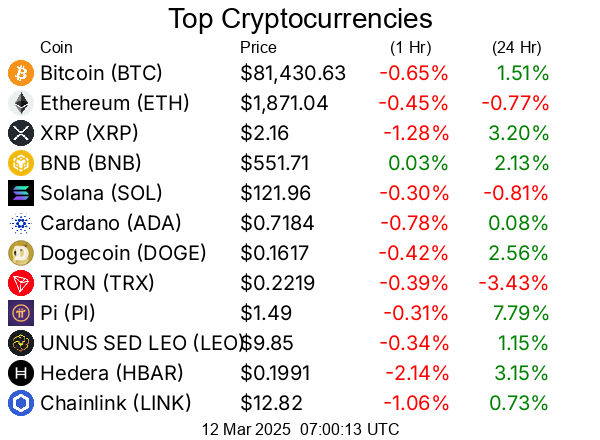 Top Cryptocurrencies
Coin Price (1 Hr) (24 Hr)
Bitcoin (BTC) $81,430.63 -0.65% 1.51%
Ethereum (ETH) $1,871.04 -0.45% -0.77%
XRP (XRP) $2.16 -1.28% 3.20%
BNB (BNB) $551.71 0.03% 2.13%
Solana (SOL) $121.96 -0.30% -0.81%
Cardano (ADA) $0.7184 -0.78% 0.08%
Dogecoin (DOGE) $0.1617 -0.42% 2.56%
TRON (TRX) $0.2219 -0.39% -3.43%
Pi (PI) $1.49 -0.31% 7.79%
UNUS SED LEO (LEO) $9.85 -0.34% 1.15%
Hedera (HBAR) $0.1991 -2.14% 3.15%
Chainlink (LINK) $12.82 -1.06% 0.73%
12 Mar 2025  07:00:13 UTC